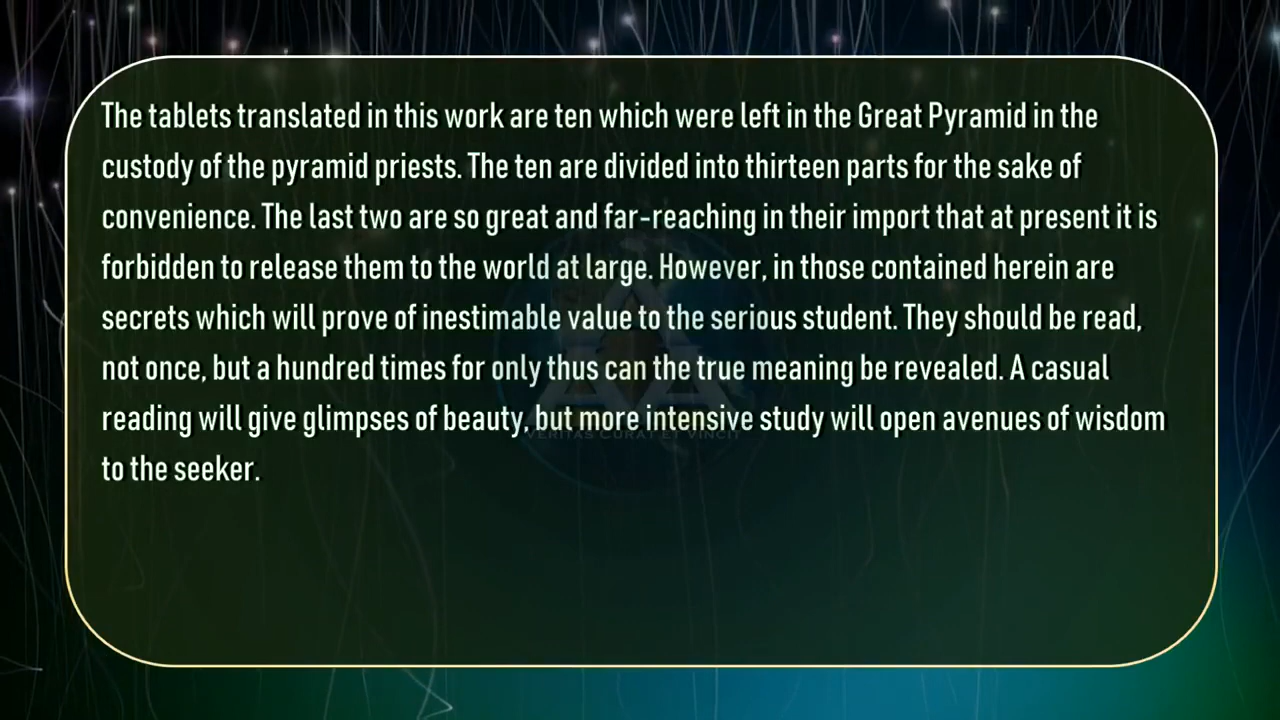 The tablets translated in this work are ten which were left in the Great Pyramid in the
custody of the pyramid priests. The ten are divided into thirteen parts for the sake of
convenience. The last two are so great and far-reaching in their import that at present it is
forbidden to release them to the world at large. However, in those contained herein are
secrets which will prove of inestimable value to the serious student. They should be read,
not once, but a hundred times for only thus can the true meaning be revealed. A casual
reading will give glimpses of beauty, but more intensive study will open avenues of wisdom
VERITAS CURAT ET VINCIT
to the seeker.